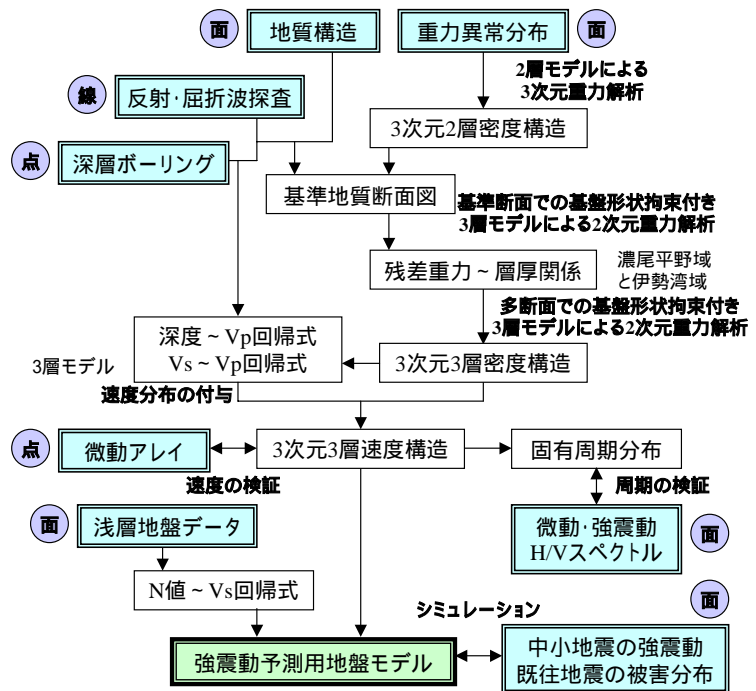 面
地質構造
重力異常分布
面
2層モデルによる
3次元重力解析
線
反射･屈折波探査
3次元2層密度構造
点
深層ボーリング
基準地質断面図
基準断面での基盤形状拘束付き
3層モデルによる2次元重力解析
残差重力～層厚関係
濃尾平野域
と伊勢湾域
多断面での基盤形状拘束付き
3層モデルによる2次元重力解析
深度～Vp回帰式
Vs～Vp回帰式
3層モデル
3次元3層密度構造
速度分布の付与
点
微動アレイ
3次元3層速度構造
固有周期分布
速度の検証
周期の検証
面
浅層地盤データ
微動･強震動
H/Vスペクトル
面
N値～Vs回帰式
面
シミュレーション
強震動予測用地盤モデル
中小地震の強震動
既往地震の被害分布